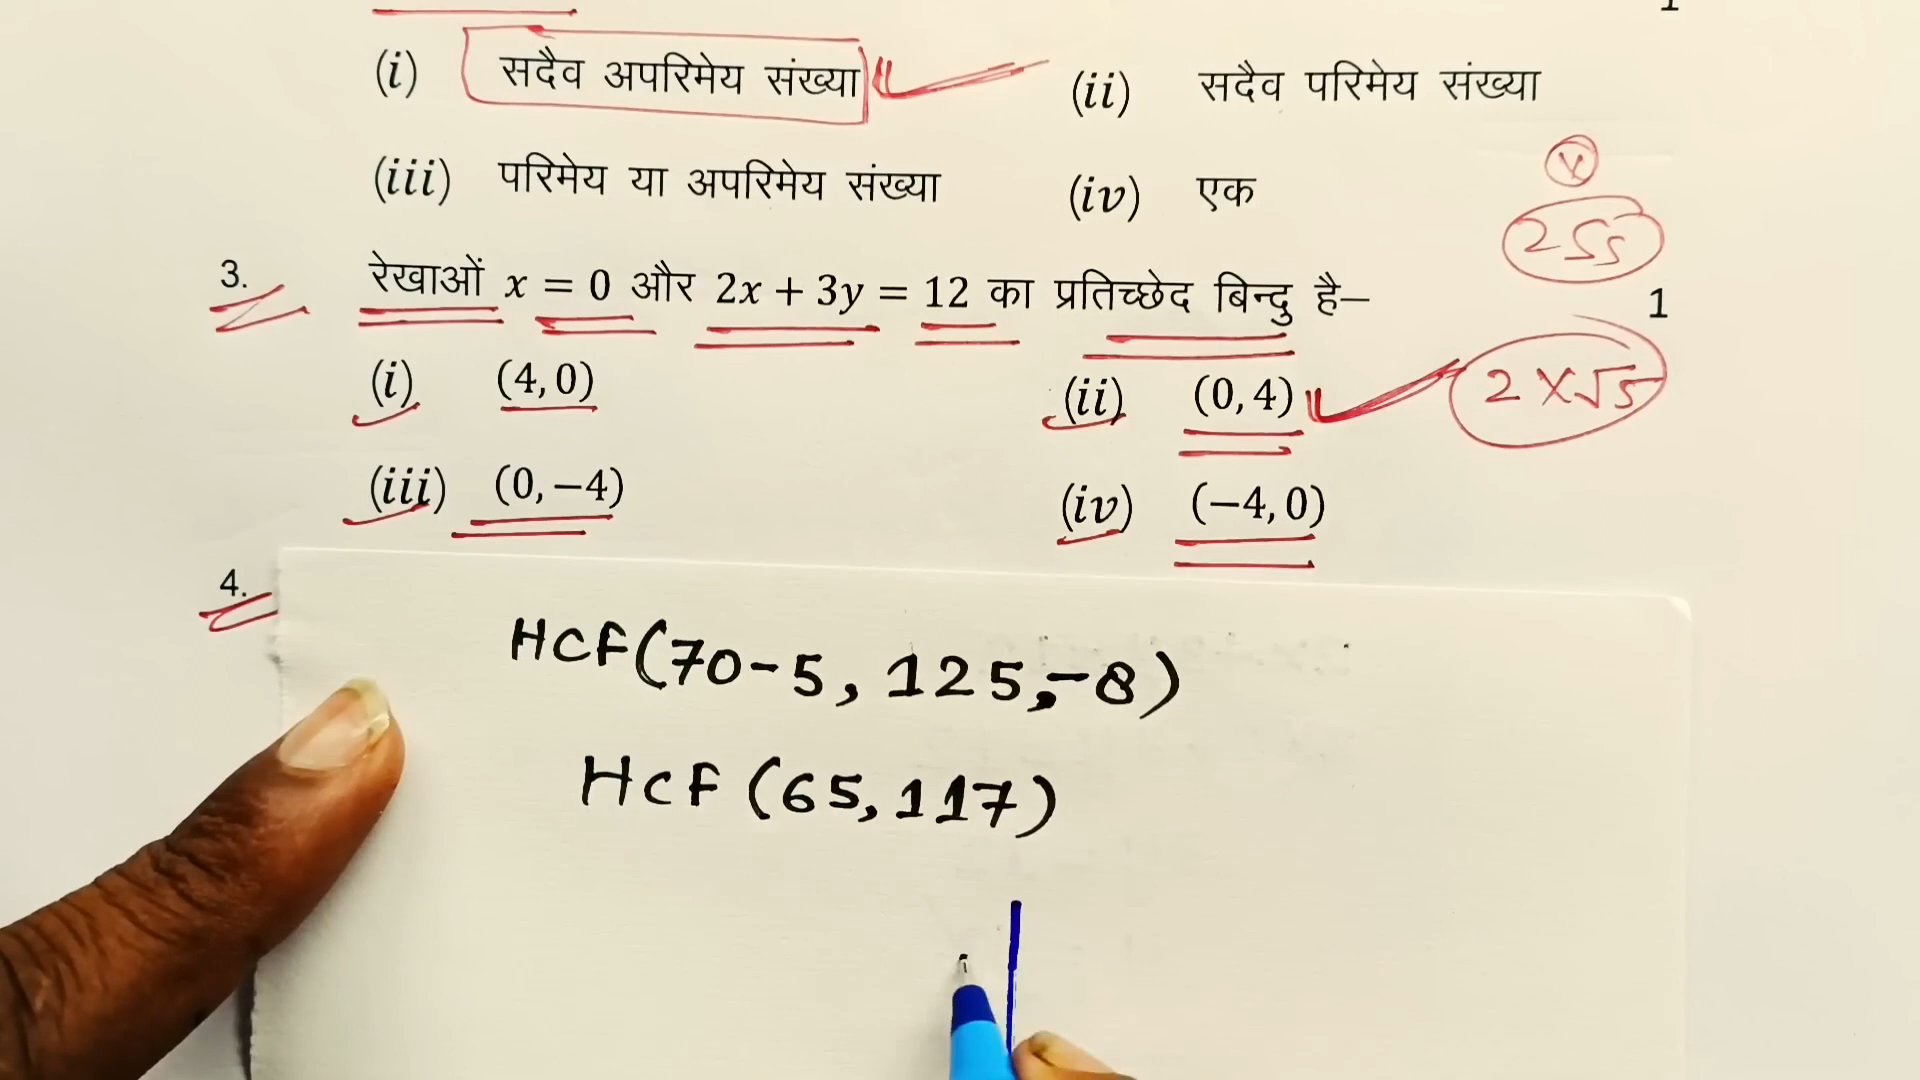 1
(i) सदैव अपरिमेय संख्या (ii) सदैव परिमेय संख्या
(iii) परिमेय या अपरिमेय संख्या (iv) एक
2√5
3. रेखाओं x = 0 और 2x + 3y = 12 का प्रतिच्छेद बिन्दु है– 1
(i) (4, 0) (ii) (0, 4) 2 X √5
(iii) (0, −4) (iv) (−4, 0)
4.
HCF(70-5, 125,-8)
HCF (65,117)